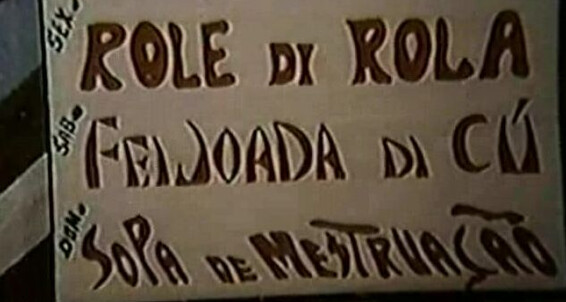 SEX. ROLE DI ROLA
SAB. FEIJOADA DI CÚ
DOM. SOPA DE MESTRUAÇÃO